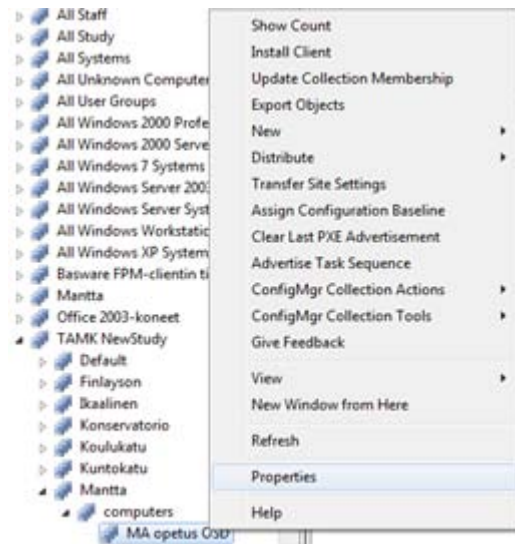 All Staff
All Study
All Systems
All Unknown Computer
All User Groups
All Windows 2000 Profe
All Windows 2000 Serve
All Windows 7 Systems
All Windows Server 200
All Windows Server Syst
All Windows Workstatic
All Windows XP System
Basware FPM-clientin ti
Mantta
Office 2003-koneet
TAMK NewStudy
Default
Finlayson
Ikaalinen
Konservatorio
Koulukatu
Kuntokatu
Mantta
computers
MA opetus OSD
Show Count
Install Client
Update Collection Membership
Export Objects
New
Distribute
Transfer Site Settings
Assign Configuration Baseline
Clear Last PXE Advertisement
Advertise Task Sequence
ConfigMgr Collection Actions
ConfigMgr Collection Tools
Give Feedback
View
New Window from Here
Refresh
Properties
Help